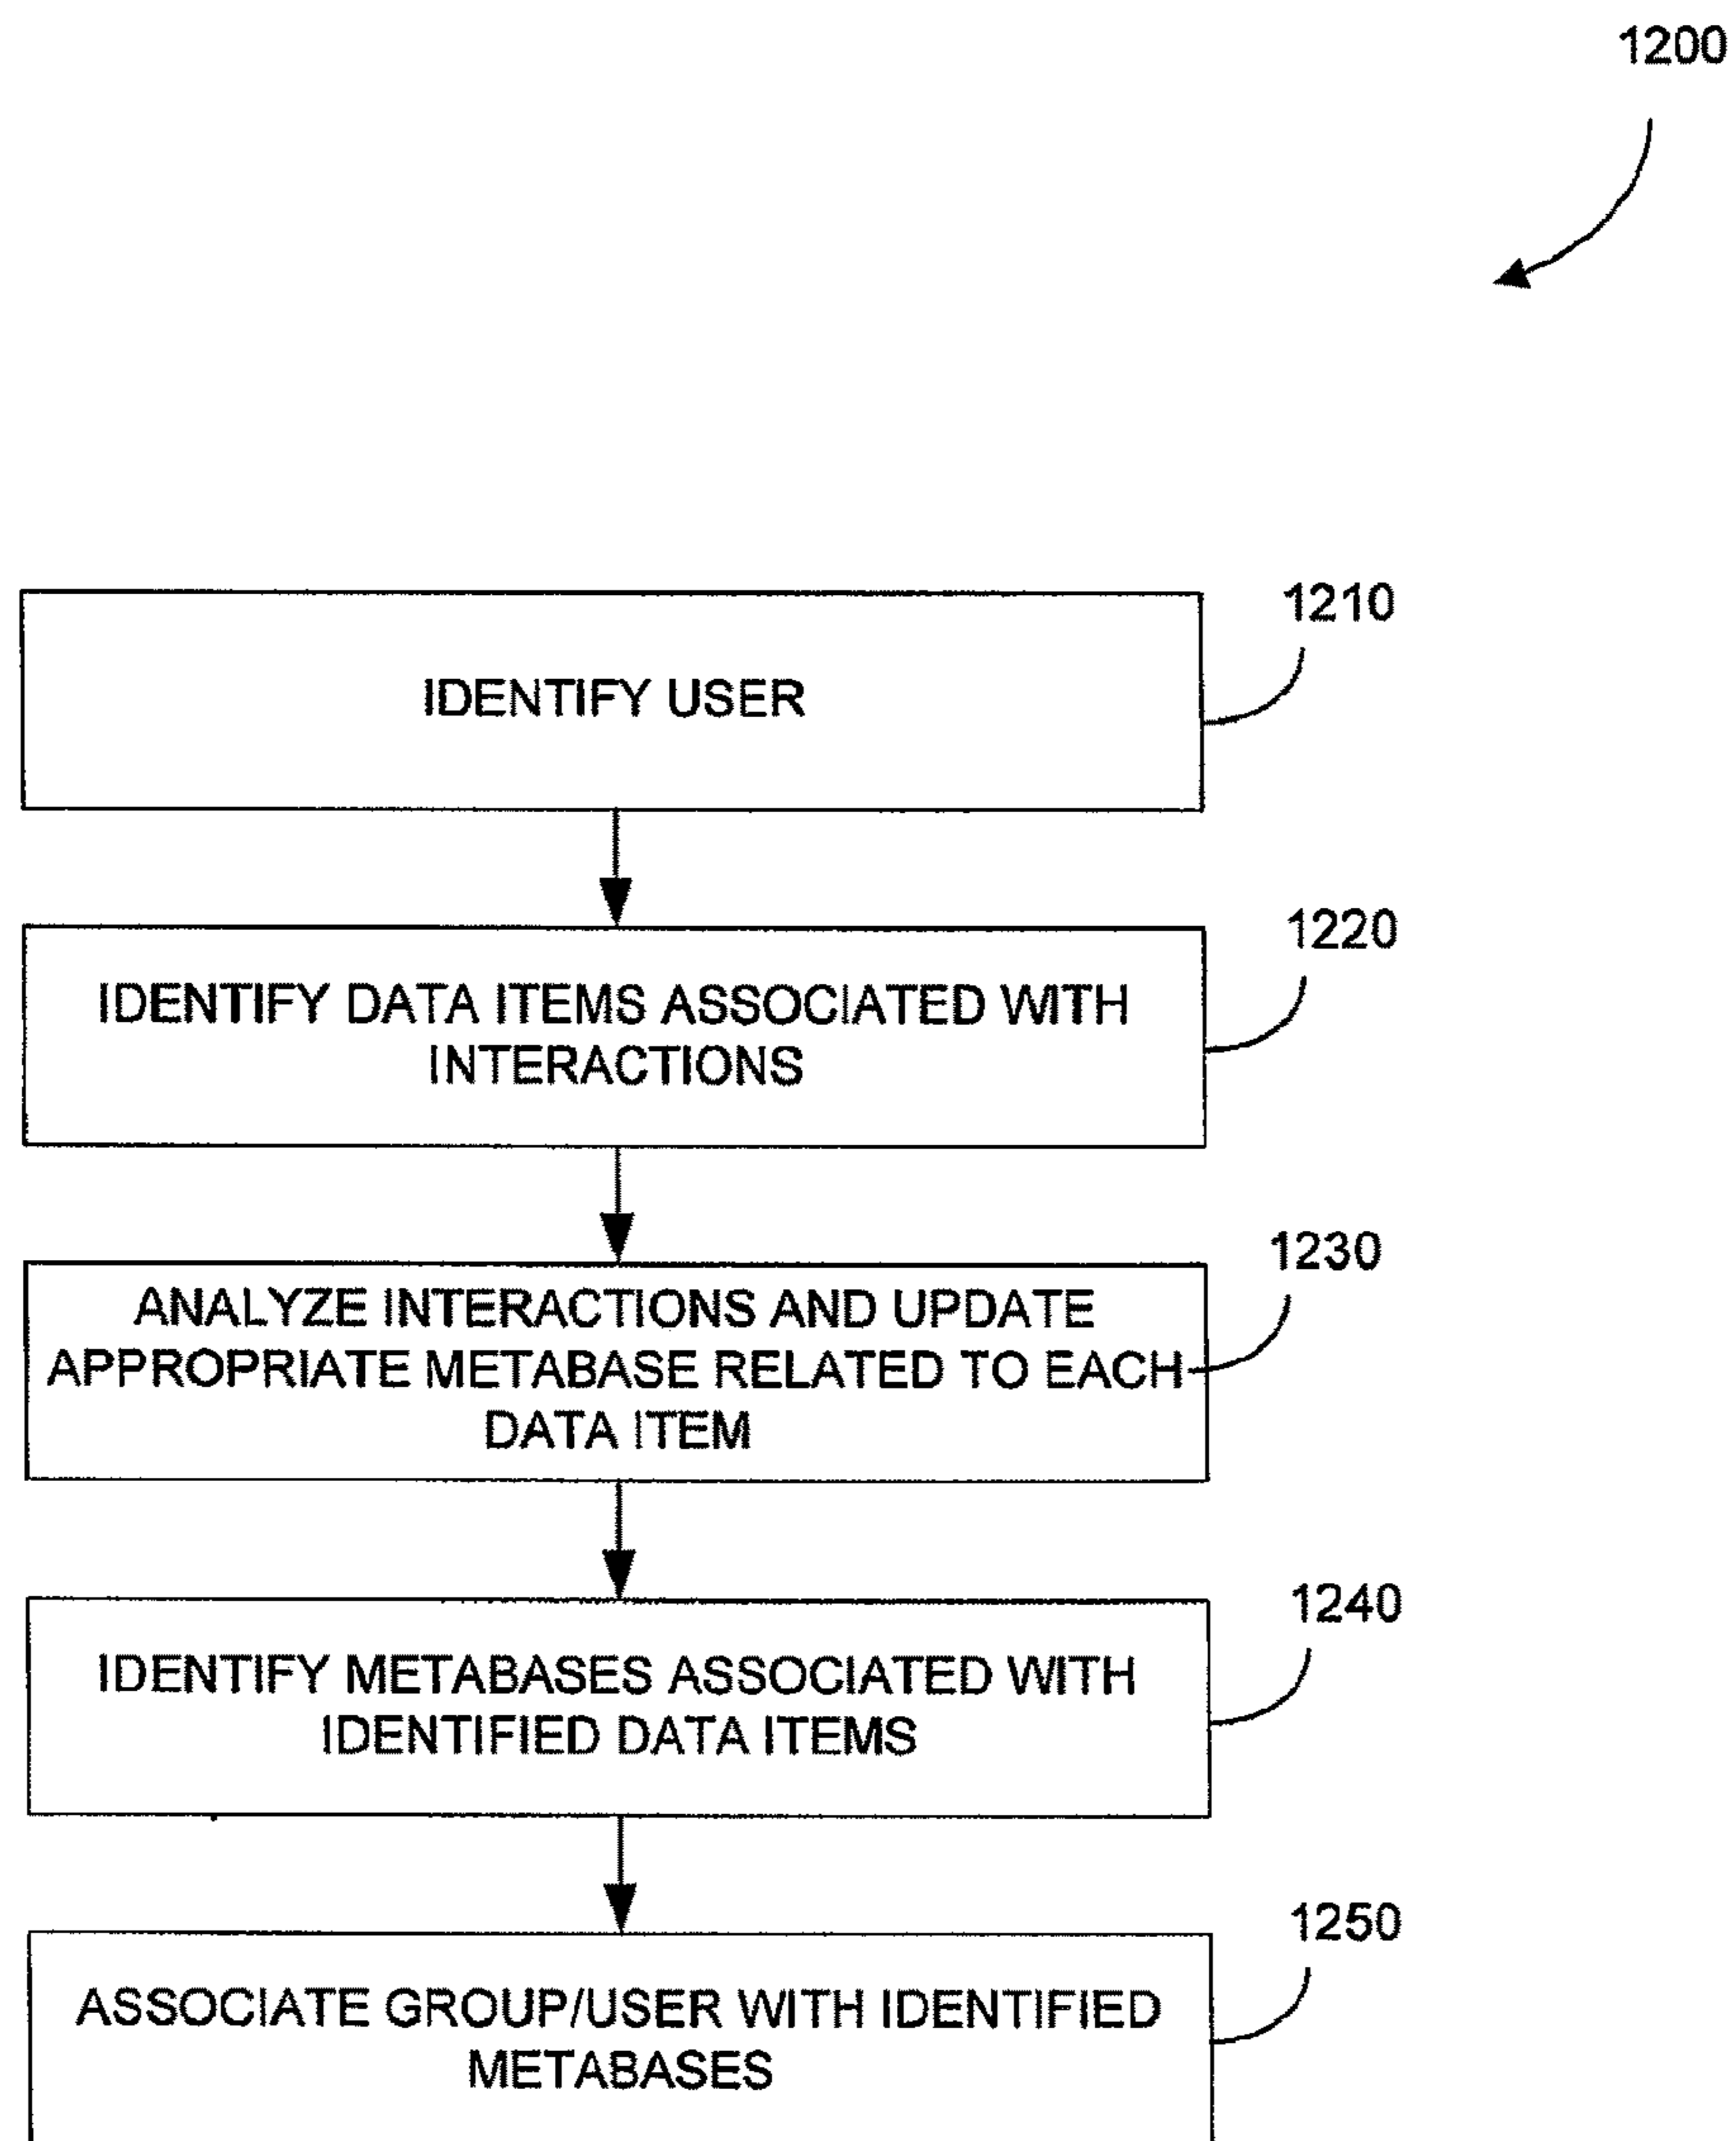 1200
1210
IDENTIFY USER
1220
IDENTIFY DATA ITEMS ASSOCIATED WITH
INTERACTIONS
1230
ANALYZE INTERACTIONS AND UPDATE
APPROPRIATE METABASE RELATED TO EACH
DATA ITEM
1240
IDENTIFY METABASES ASSOCIATED WITH
IDENTIFIED DATA ITEMS
1250
ASSOCIATE GROUP/USER WITH IDENTIFIED
METABASES